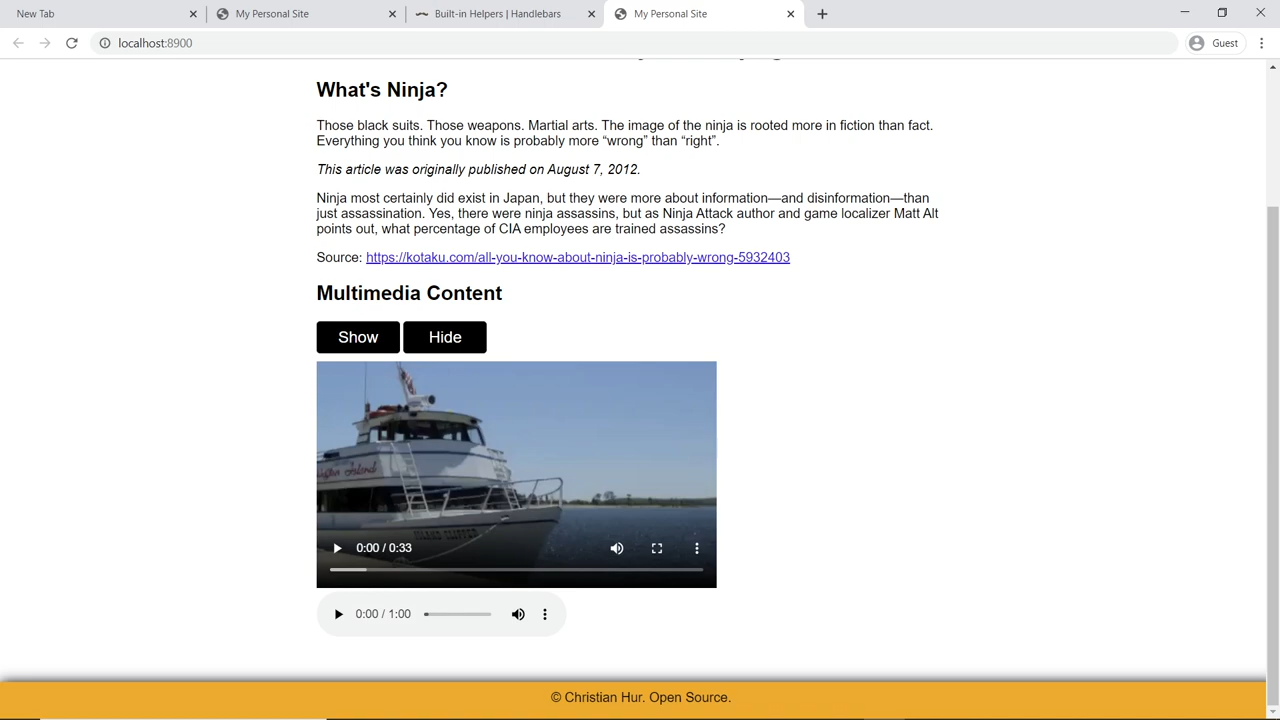 New Tab
My Personal Site
Built-in Helpers | Handlebars
My Personal Site
localhost:8900
Guest
What's Ninja?
Those black suits. Those weapons. Martial arts. The image of the ninja is rooted more in fiction than fact.
Everything you think you know is probably more “wrong” than “right”.
This article was originally published on August 7, 2012.
Ninja most certainly did exist in Japan, but they were more about information—and disinformation—than
just assassination. Yes, there were ninja assassins, but as Ninja Attack author and game localizer Matt Alt
points out, what percentage of CIA employees are trained assassins?
Source: https://kotaku.com/all-you-know-about-ninja-is-probably-wrong-5932403
Multimedia Content
Show Hide
Island
0:00 / 0:33
0:00 / 1:00
© Christian Hur. Open Source.